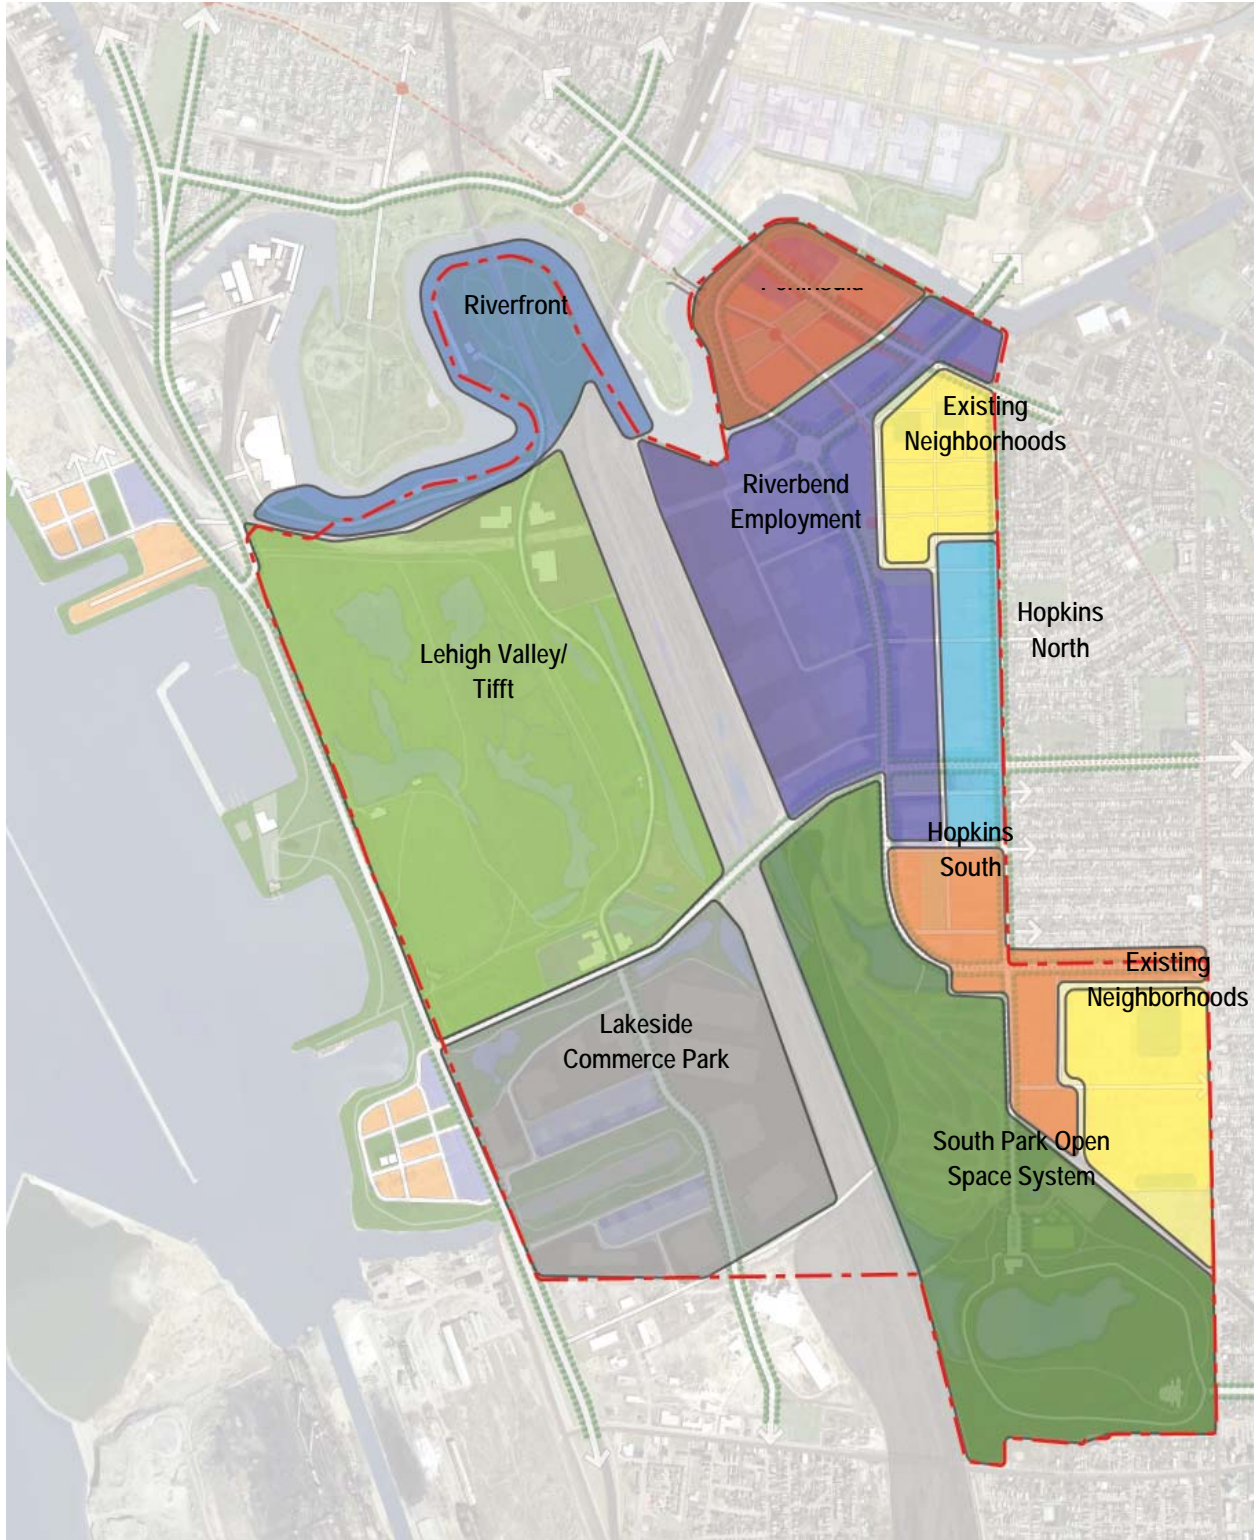 Riverfront
Peninsula
Existing
Neighborhoods
Riverbend
Employment
Hopkins
North
Lehigh Valley/
Tifft
Hopkins
South
Existing
Neighborhoods
Lakeside
Commerce Park
South Park Open
Space System